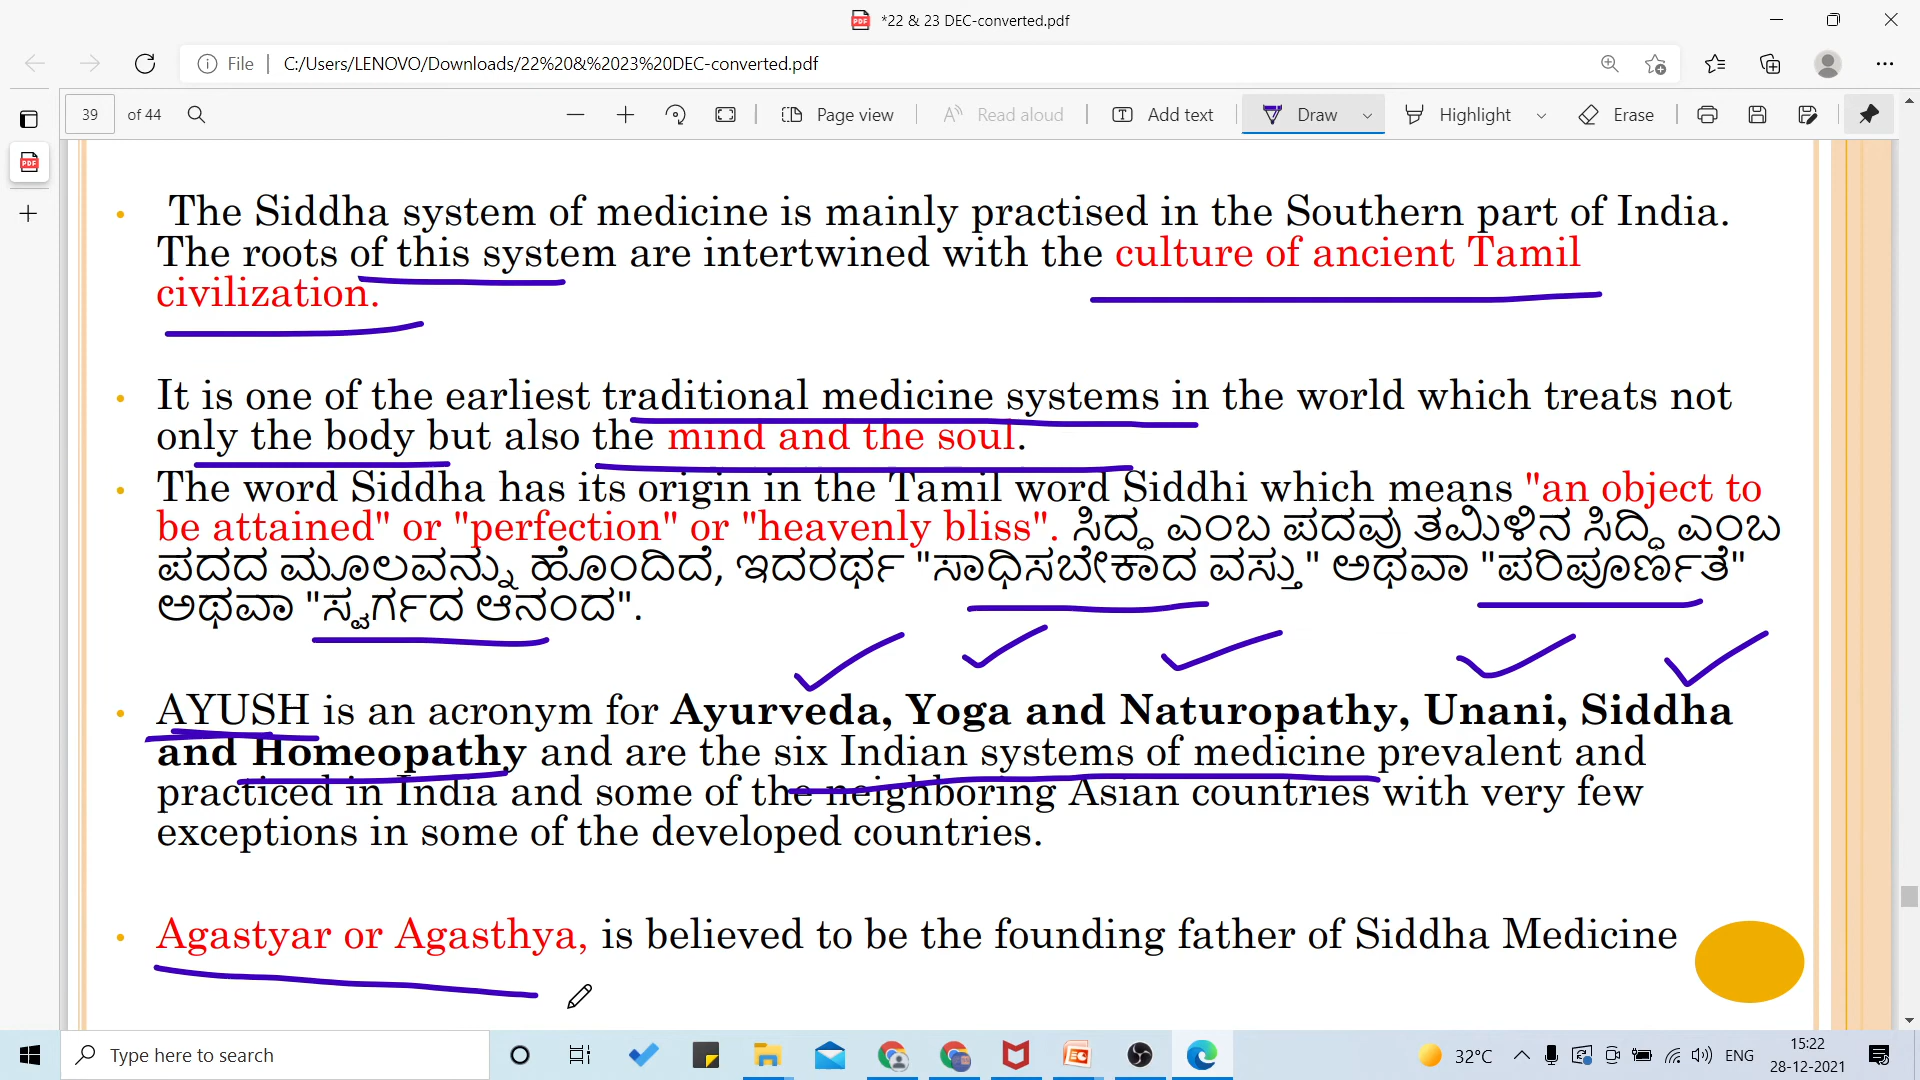 *22 & 23 DEC-converted.pdf
File C:/Users/LENOVO/Downloads/22%20&%2023%20DEC-converted.pdf
39 of 44 Page view Read aloud Add text Draw Highlight Erase
• The Siddha system of medicine is mainly practised in the Southern part of India.
The roots of this system are intertwined with the culture of ancient Tamil
civilization.
• It is one of the earliest traditional medicine systems in the world which treats not
only the body but also the mind and the soul.
• The word Siddha has its origin in the Tamil word Siddhi which means "an object to
be attained" or "perfection" or "heavenly bliss". ಸಿದ್ಧ ಎಂಬ ಪದವು ತಮಿಳಿನ ಸಿದ್ಧಿ ಎಂಬ
ಪದದ ಮೂಲವನ್ನು ಹೊಂದಿದೆ, ಇದರರ್ಥ "ಸಾಧಿಸಬೇಕಾದ ವಸ್ತು" ಅಥವಾ "ಪರಿಪೂರ್ಣತೆ"
ಅಥವಾ "ಸ್ವರ್ಗದ ಆನಂದ".
• AYUSH is an acronym for Ayurveda, Yoga and Naturopathy, Unani, Siddha
and Homeopathy and are the six Indian systems of medicine prevalent and
practiced in India and some of the neighboring Asian countries with very few
exceptions in some of the developed countries.
• Agastyar or Agasthya, is believed to be the founding father of Siddha Medicine
Type here to search 32°C ENG 15:22
28-12-2021